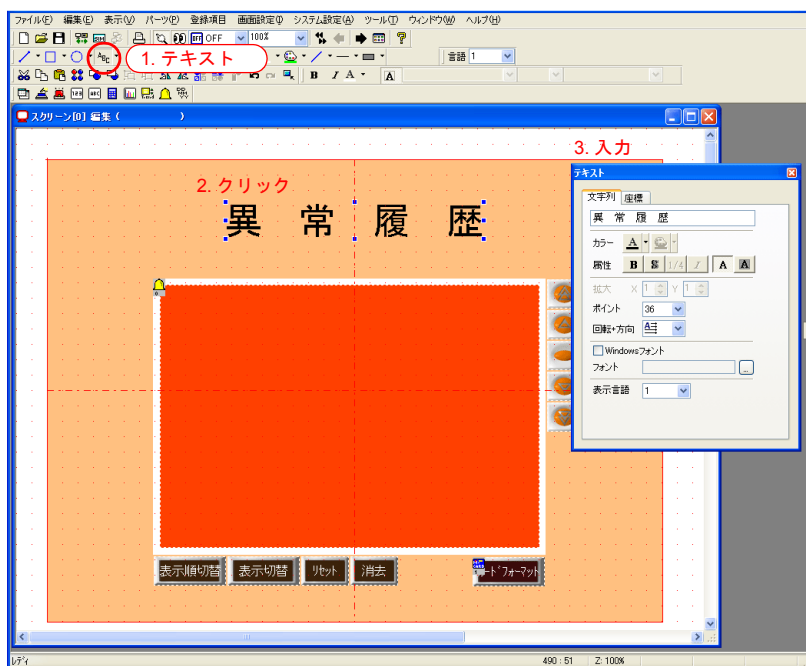 ファイル(F) 編集(E) 表示(V) パーツ(P) 登録項目 画面設定(I) システム設定(A) ツール(T) ウィンドウ(W) ヘルプ(H)
OFF 100%
ABC 1. テキスト 言語 1
B I A A
スクリーン[0] 編集 ( )
3. 入力
テキスト
2. クリック
文字列 座標
異 常 履 歴
異 常 履 歴
カラー A
属性 B S 1/4 I A A
拡大 X 1 Y 1
ポイント 36
回転+方向 A
Windowsフォント
フォント ...
表示言語 1
表示順切替 表示切替 リセット 消去 ードフォーマット
レディ 490 : 51 Z: 100%